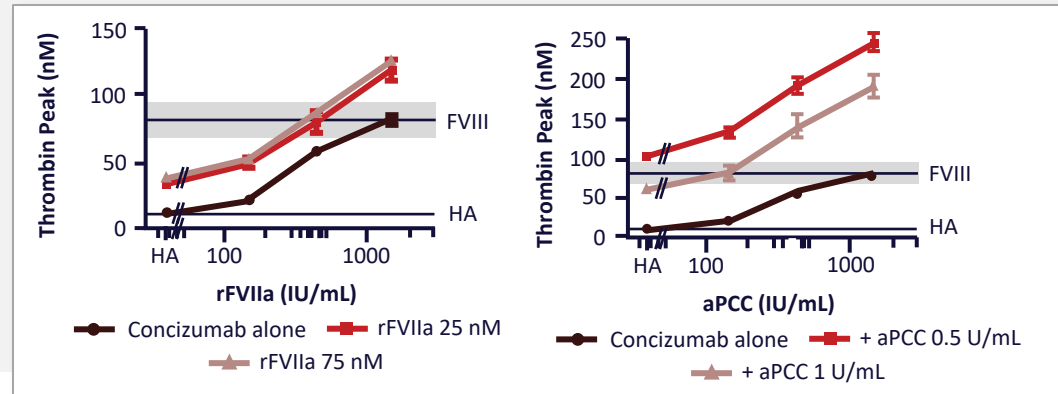 Thrombin Peak (nM)
150
100
50
0
FVIII
HA
HA
100
1000
rFVIIa (IU/mL)
Concizumab alone
rFVIIa 25 nM
rFVIIa 75 nM
Thrombin Peak (nM)
250
200
150
100
50
0
FVIII
HA
HA
100
1000
aPCC (IU/mL)
Concizumab alone
+ aPCC 0.5 U/mL
+ aPCC 1 U/mL